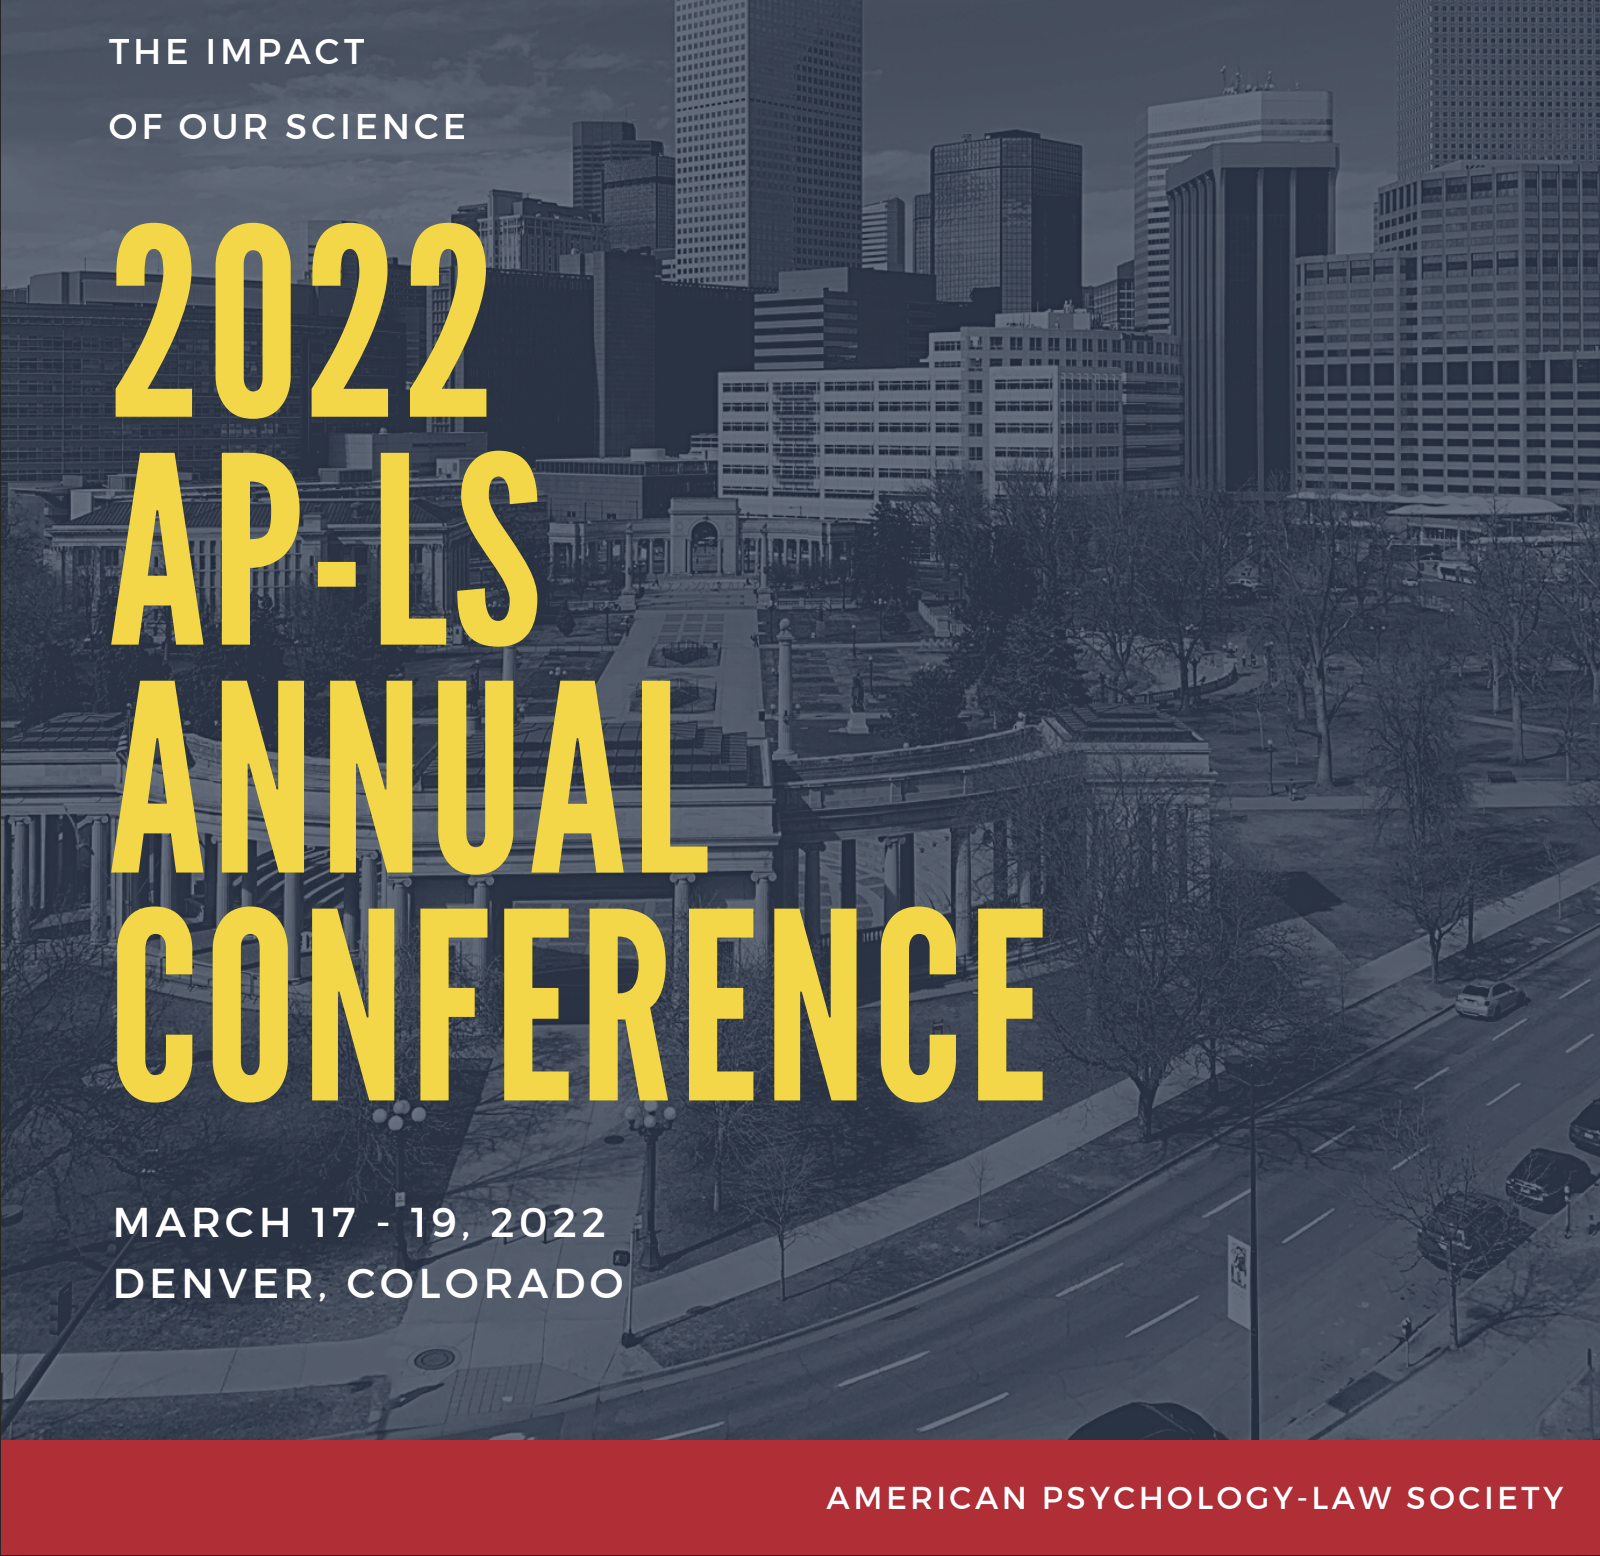 THE IMPACT
OF OUR SCIENCE
2022
AP-LS
ANNUAL
CONFERENCE
MARCH 17 - 19, 2022
DENVER, COLORADO
AMERICAN PSYCHOLOGY-LAW SOCIETY